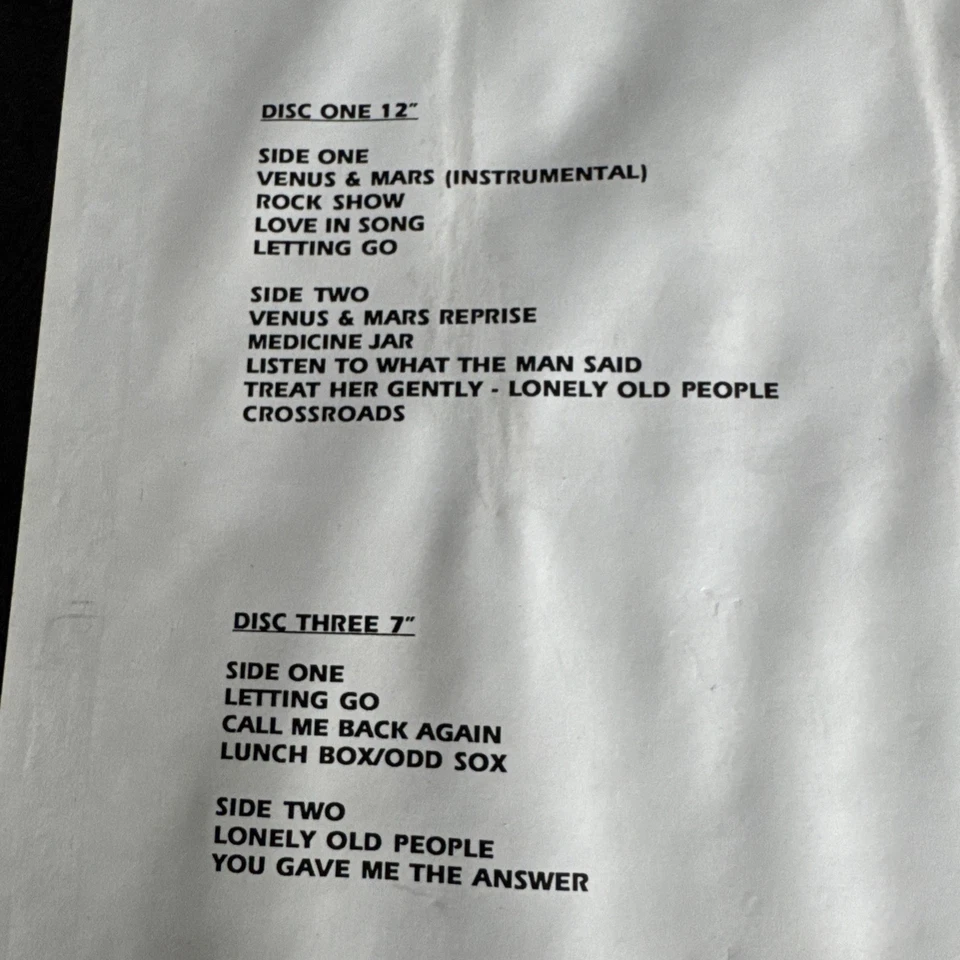 DISC ONE 12"
SIDE ONE
VENUS & MARS (INSTRUMENTAL)
ROCK SHOW
LOVE IN SONG
LETTING GO
SIDE TWO
VENUS & MARS REPRISE
MEDICINE JAR
LISTEN TO WHAT THE MAN SAID
TREAT HER GENTLY - LONELY OLD PEOPLE
CROSSROADS
DISC THREE 7"
SIDE ONE
LETTING GO
CALL ME BACK AGAIN
LUNCH BOX/ODD SOX
SIDE TWO
LONELY OLD PEOPLE
YOU GAVE ME THE ANSWER